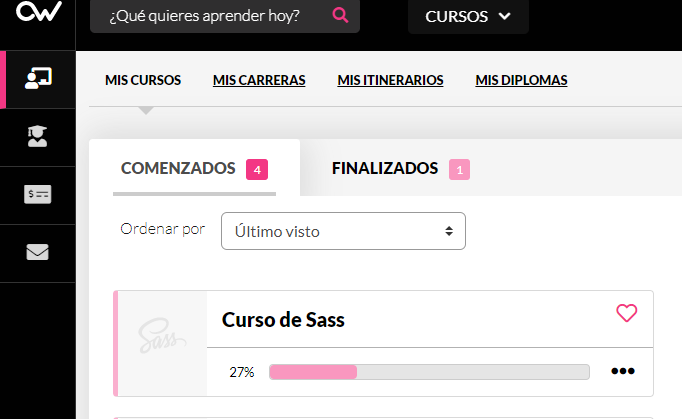 OW
¿Qué quieres aprender hoy?
CURSOS
MIS CURSOS MIS CARRERAS MIS ITINERARIOS MIS DIPLOMAS
COMENZADOS 4 FINALIZADOS 1
Ordenar por Último visto
Sass
Curso de Sass
27%